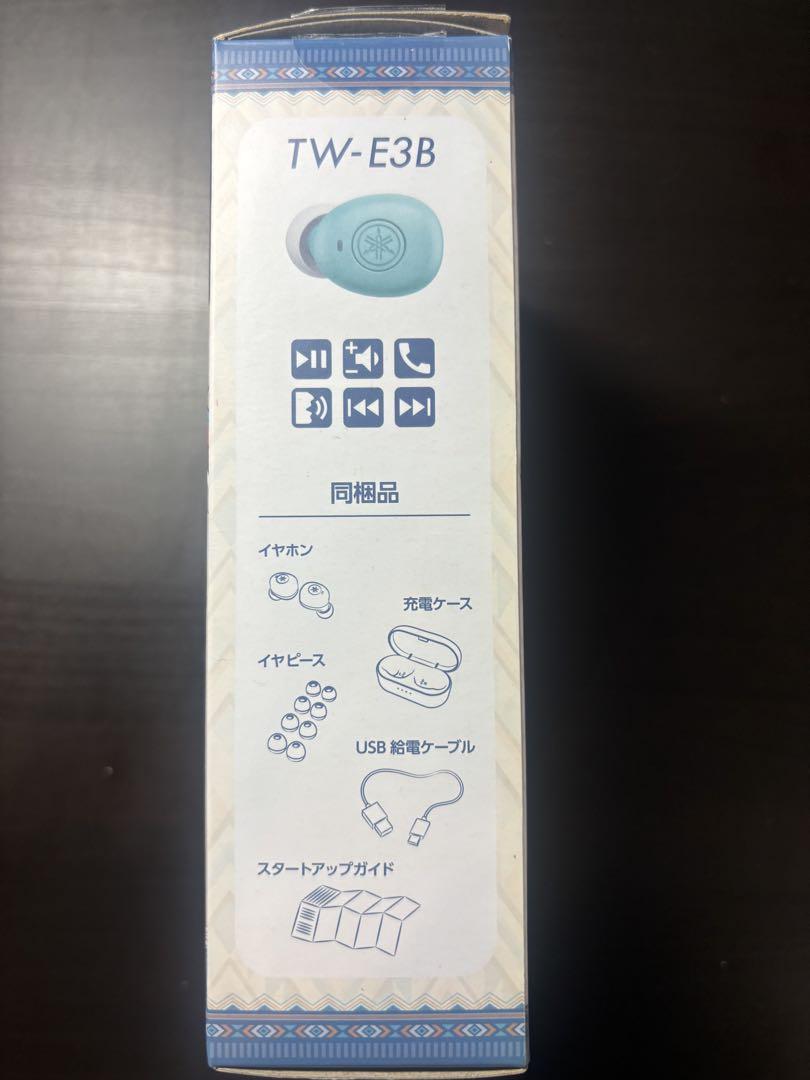 TW-E3B
同梱品
イヤホン
充電ケース
イヤピース
USB 給電ケーブル
スタートアップガイド